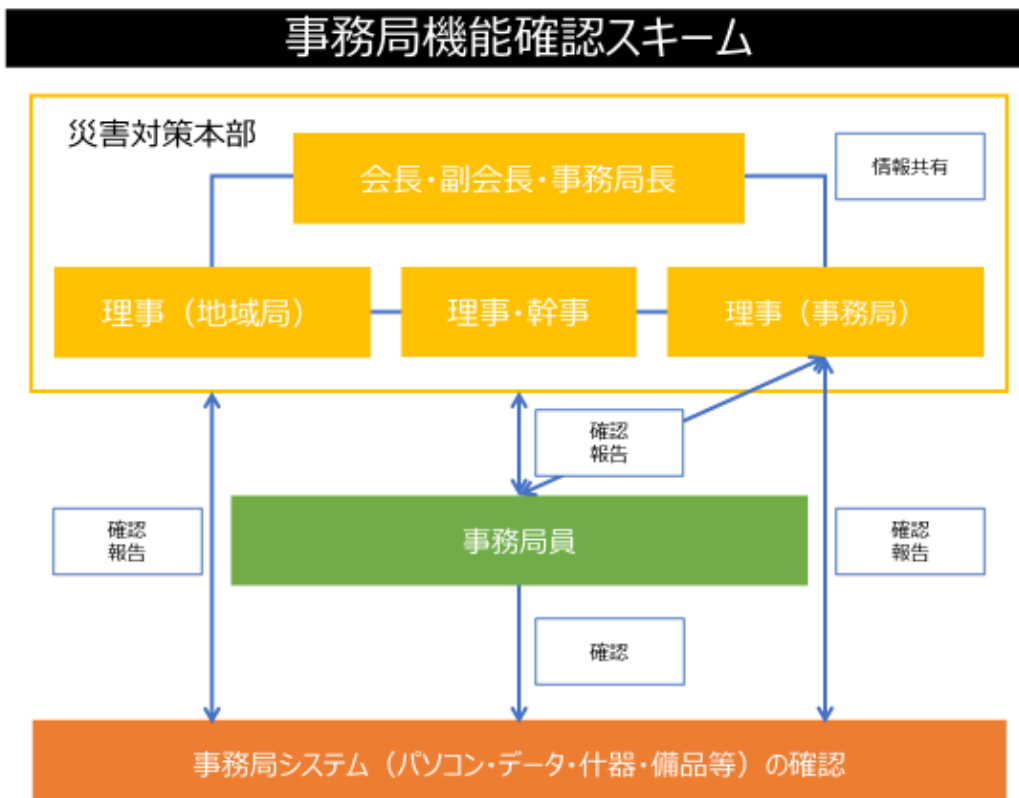 事務局機能確認スキーム
災害対策本部
会長・副会長・事務局長
情報共有
理事（地域局）
理事・幹事
理事（事務局）
確認
報告
確認
報告
事務局員
確認
報告
確認
事務局システム（パソコン・データ・什器・備品等）の確認